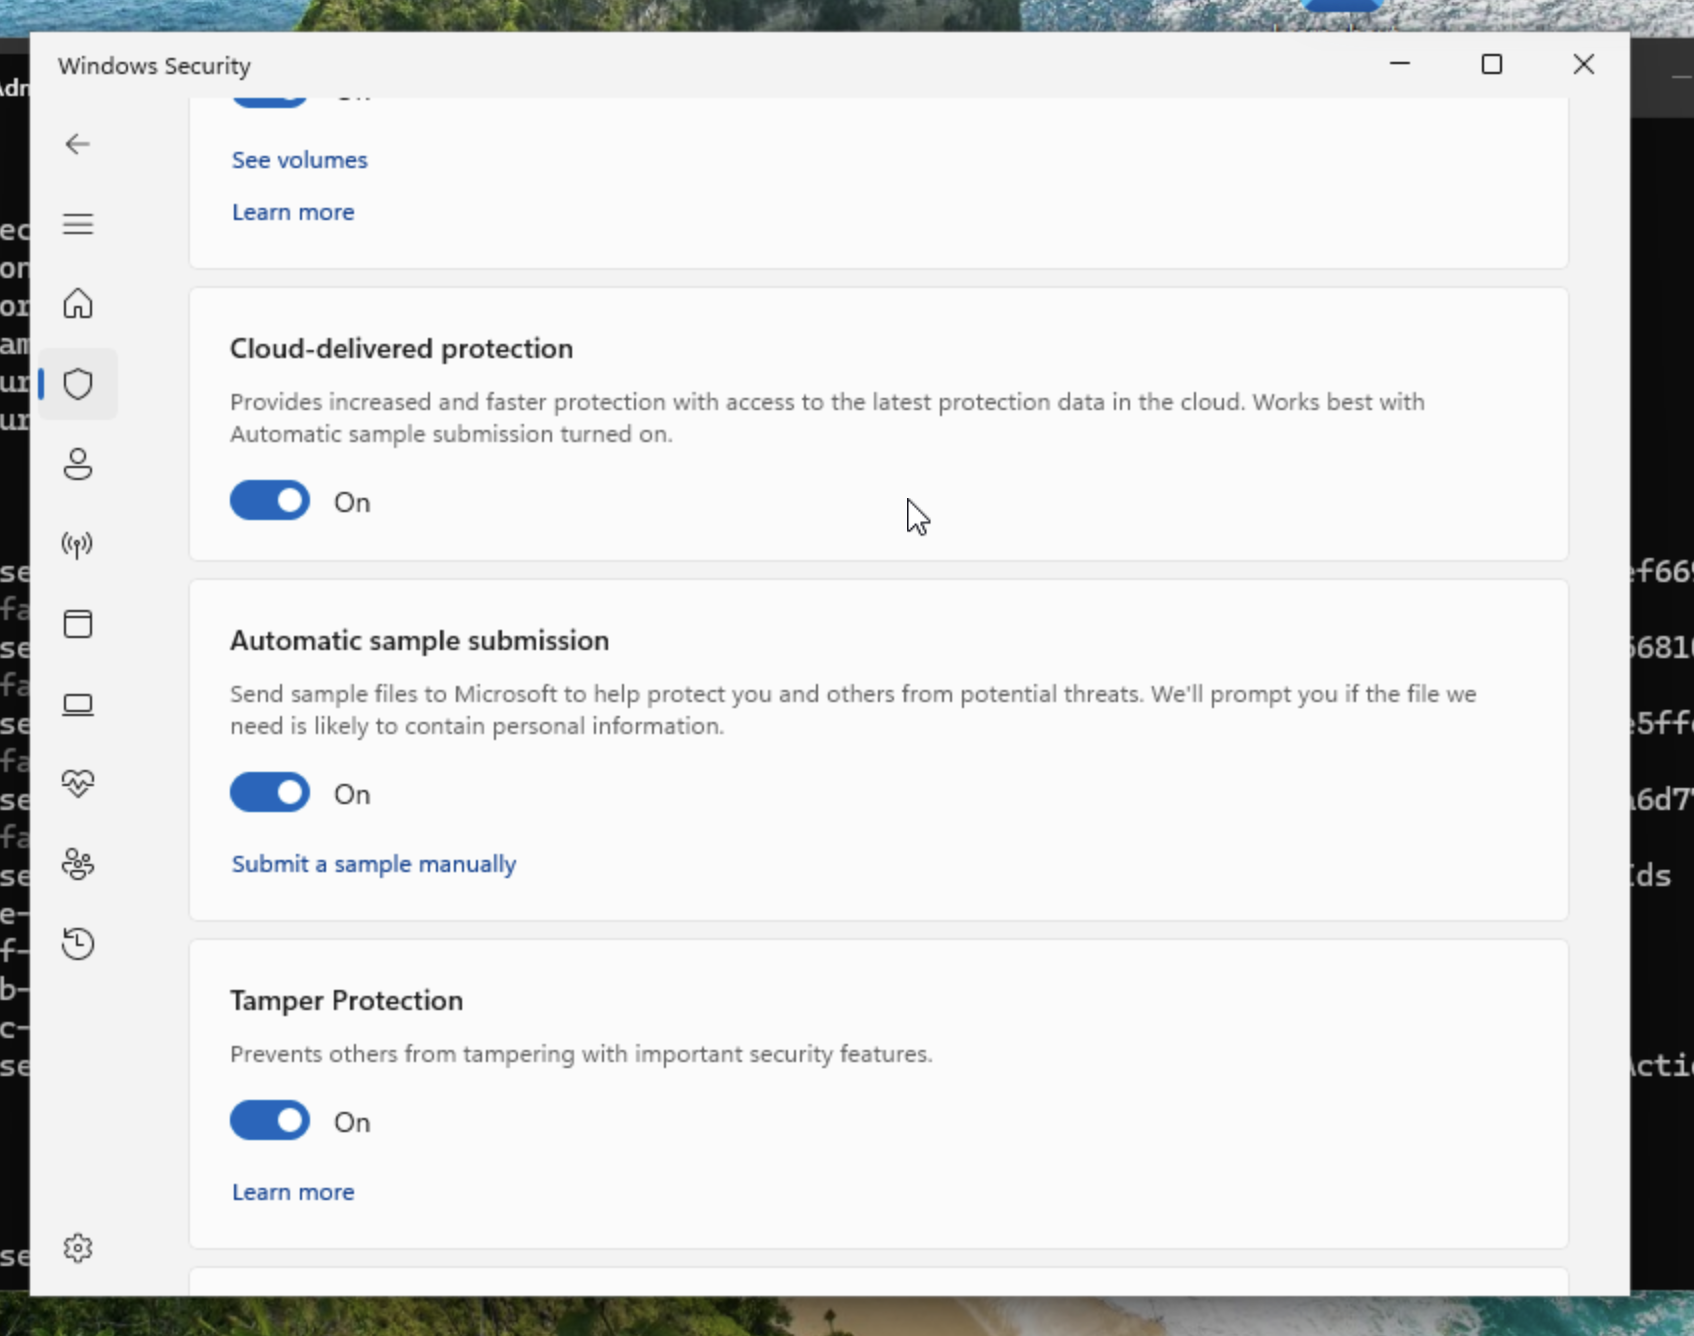 Windows Security
See volumes
Learn more
Cloud-delivered protection
Provides increased and faster protection with access to the latest protection data in the cloud. Works best with
Automatic sample submission turned on.
On
Automatic sample submission
Send sample files to Microsoft to help protect you and others from potential threats. We'll prompt you if the file we
need is likely to contain personal information.
On
Submit a sample manually
Tamper Protection
Prevents others from tampering with important security features.
On
Learn more